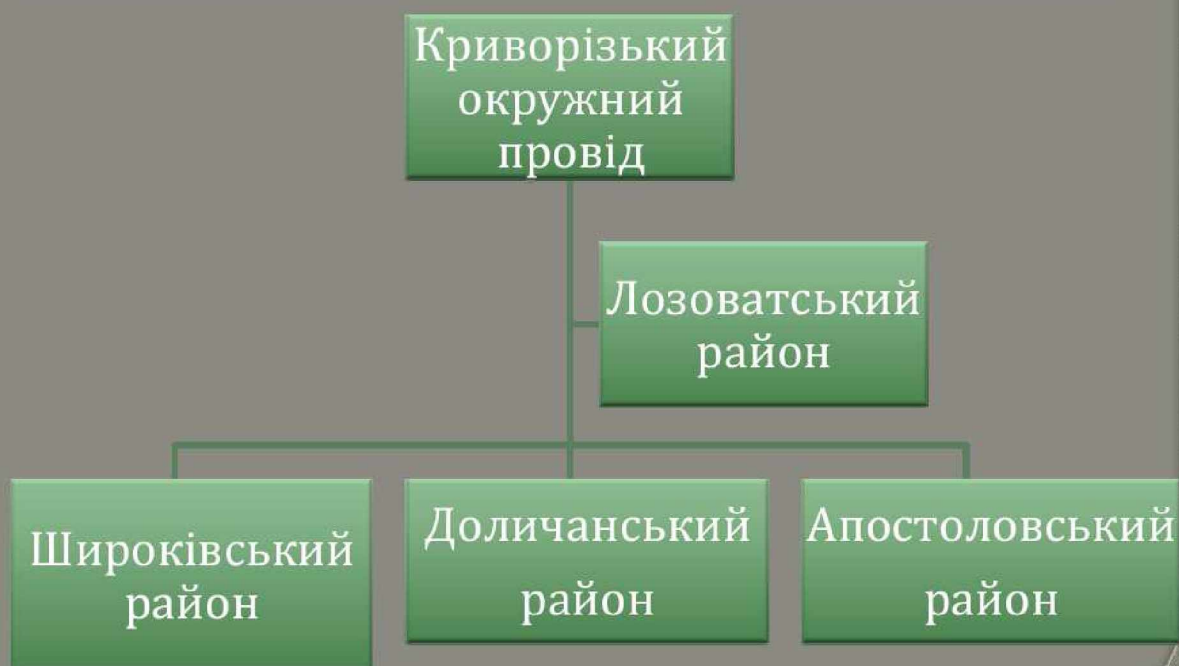 Криворізький
окружний
провід
Лозоватський
район
Широківський
район
Доличанський
район
Апостоловський
район